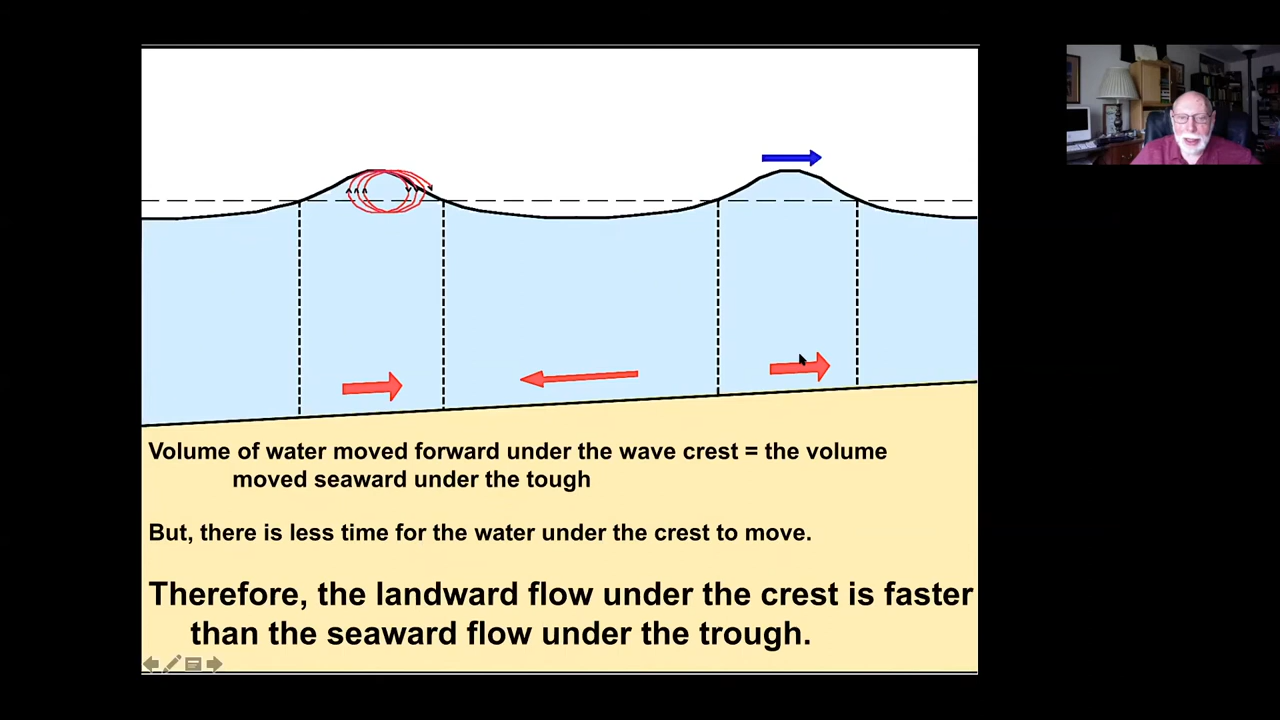 Volume of water moved forward under the wave crest = the volume
moved seaward under the tough
But, there is less time for the water under the crest to move.
Therefore, the landward flow under the crest is faster
than the seaward flow under the trough.